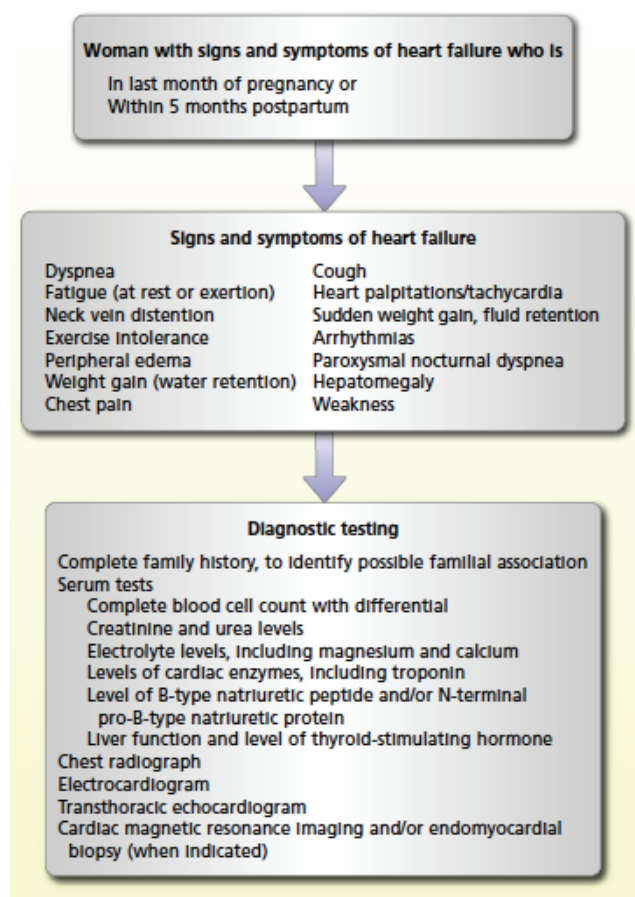 Woman with signs and symptoms of heart failure who is
In last month of pregnancy or
Within 5 months postpartum
Signs and symptoms of heart failure
Dyspnea
Fatigue (at rest or exertion)
Neck vein distention
Exercise intolerance
Peripheral edema
Weight gain (water retention)
Chest pain
Cough
Heart palpitations/tachycardia
Sudden weight gain, fluid retention
Arrhythmias
Paroxysmal nocturnal dyspnea
Hepatomegaly
Weakness
Diagnostic testing
Complete family history, to identify possible familial association
Serum tests
Complete blood cell count with differential
Creatinine and urea levels
Electrolyte levels, including magnesium and calcium
Levels of cardiac enzymes, including troponin
Level of B-type natriuretic peptide and/or N-terminal
pro-B-type natriuretic protein
Liver function and level of thyroid-stimulating hormone
Chest radiograph
Electrocardiogram
Transthoracic echocardiogram
Cardiac magnetic resonance imaging and/or endomyocardial
biopsy (when indicated)